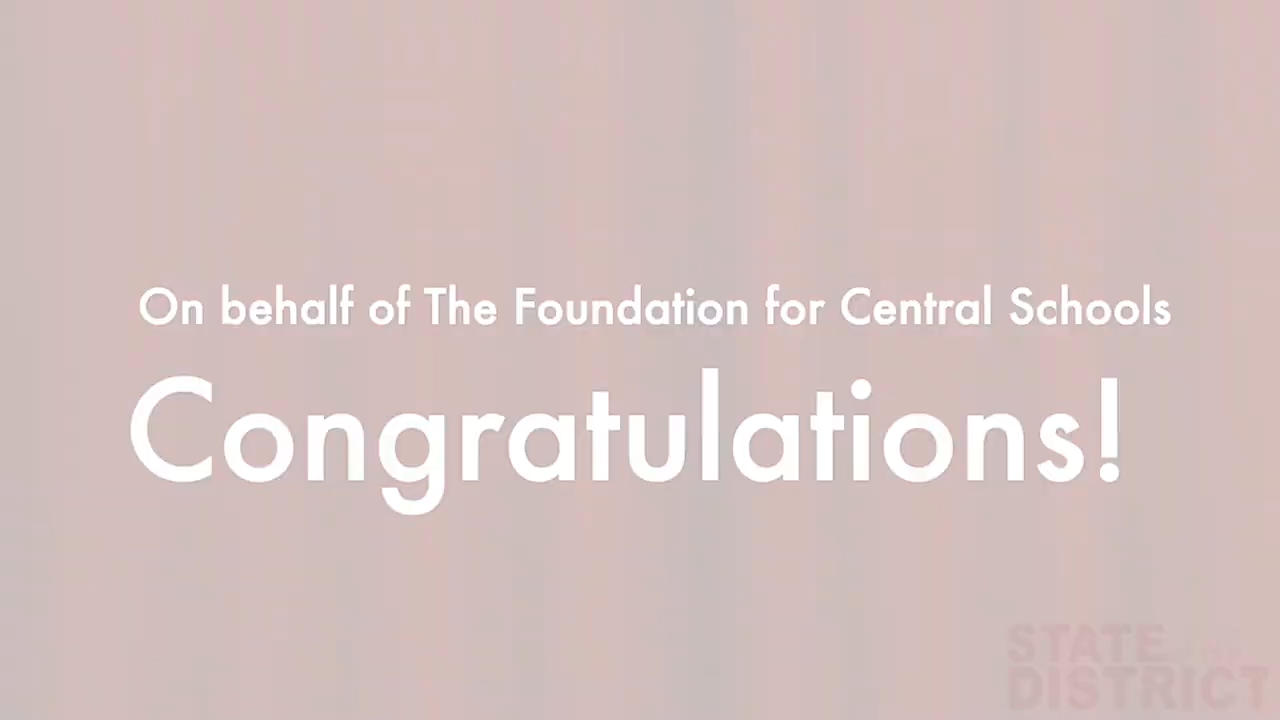 On behalf of The Foundation for Central Schools
Congratulations!
STATE
DISTRICT